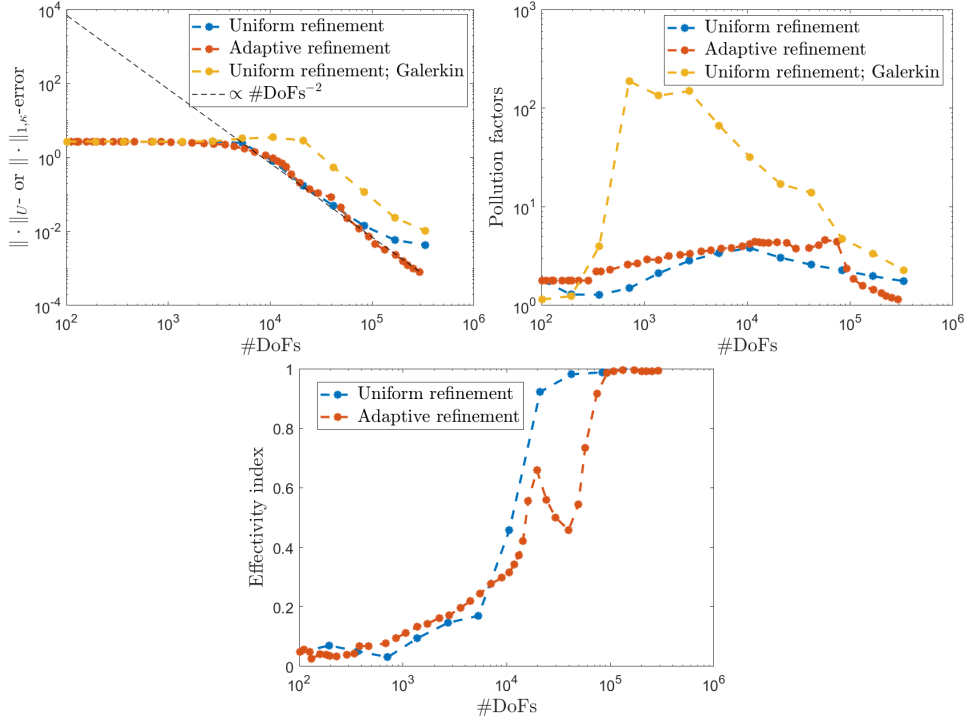 10^4
10^2
10^0
10^{-2}
10^{-4}
‖ · ‖_U- or ‖ · ‖_{1,κ}-error
Uniform refinement
Adaptive refinement
Uniform refinement; Galerkin
∝ #DoFs^{-2}
10^2 10^3 10^4 10^5 10^6
#DoFs
10^3
10^2
10^1
10^0
Pollution factors
Uniform refinement
Adaptive refinement
Uniform refinement; Galerkin
10^2 10^3 10^4 10^5 10^6
#DoFs
1
0.8
0.6
0.4
0.2
0
Effectivity index
Uniform refinement
Adaptive refinement
10^2 10^3 10^4 10^5 10^6
#DoFs